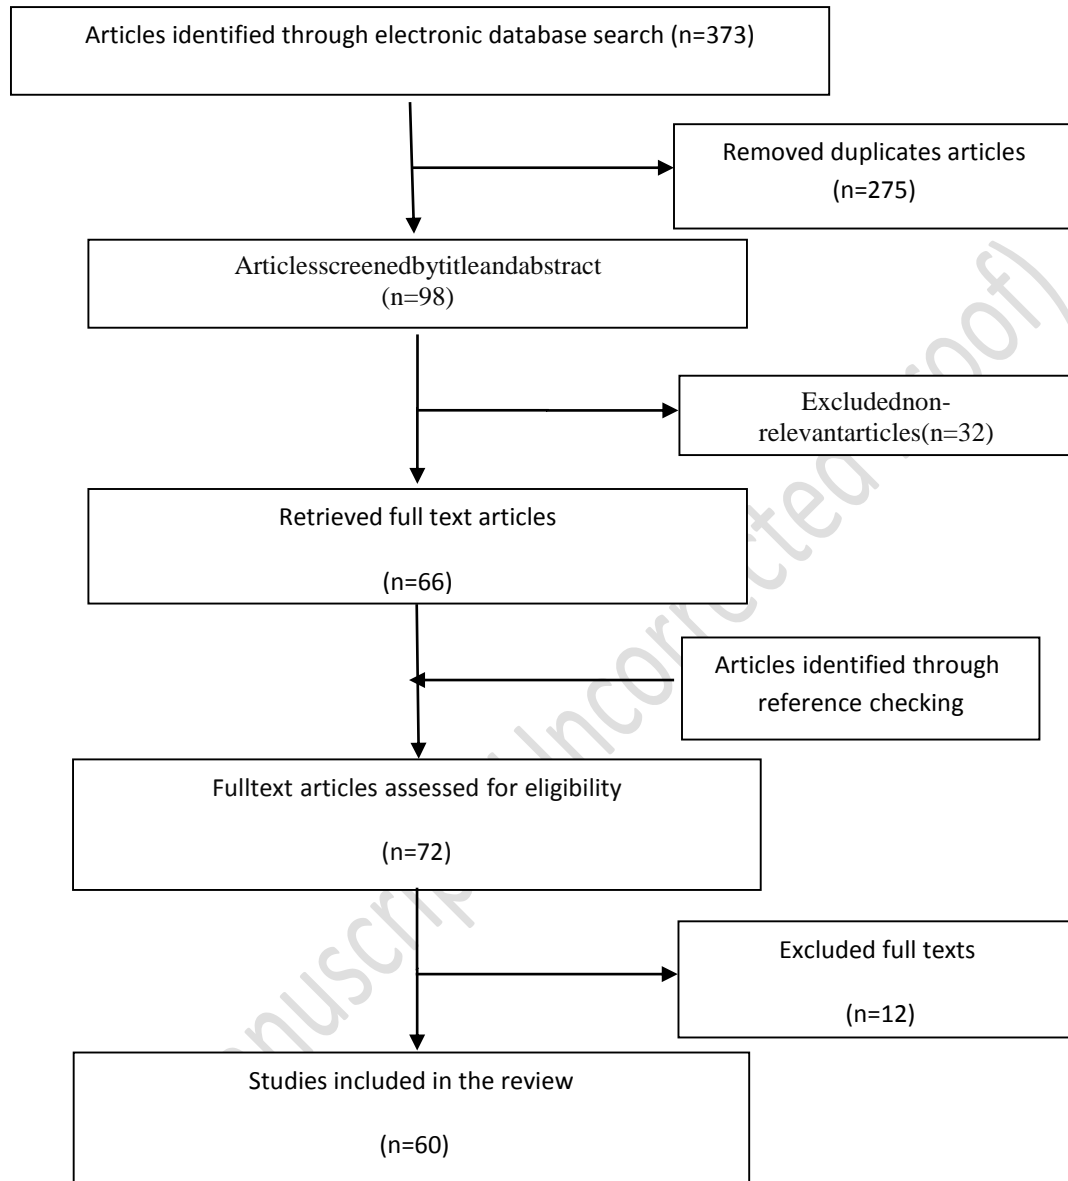 Articles identified through electronic database search (n=373)
Removed duplicates articles
(n=275)
Articlesscreenedbytitleandabstract
(n=98)
Excludednon-
relevantarticles(n=32)
Retrieved full text articles
(n=66)
Articles identified through
reference checking
Fulltext articles assessed for eligibility
(n=72)
Excluded full texts
(n=12)
Studies included in the review
(n=60)